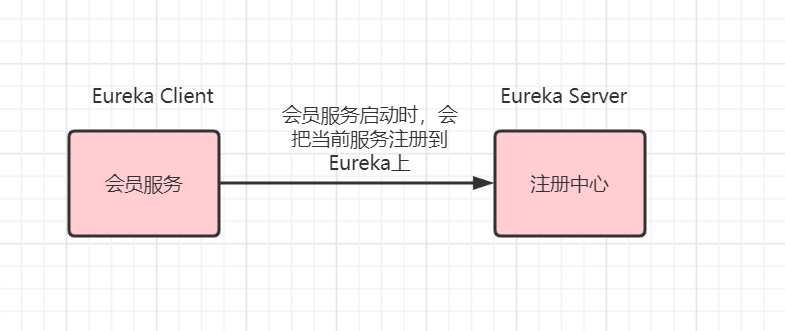 Eureka Client
Eureka Server
会员服务启动时，会
把当前服务注册到
Eureka上
会员服务
注册中心